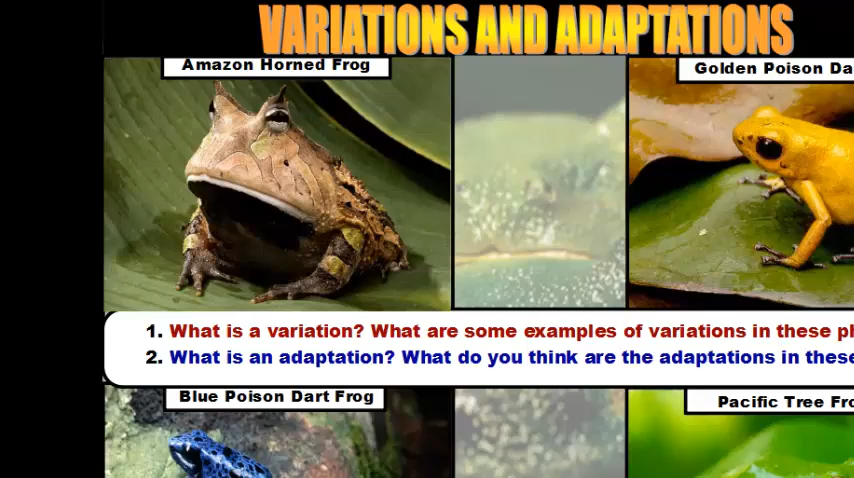 VARIATIONS AND ADAPTATIONS
Amazon Horned Frog
Golden Poison Da
1. What is a variation? What are some examples of variations in these ph
2. What is an adaptation? What do you think are the adaptations in these
Blue Poison Dart Frog
Pacific Tree Fro